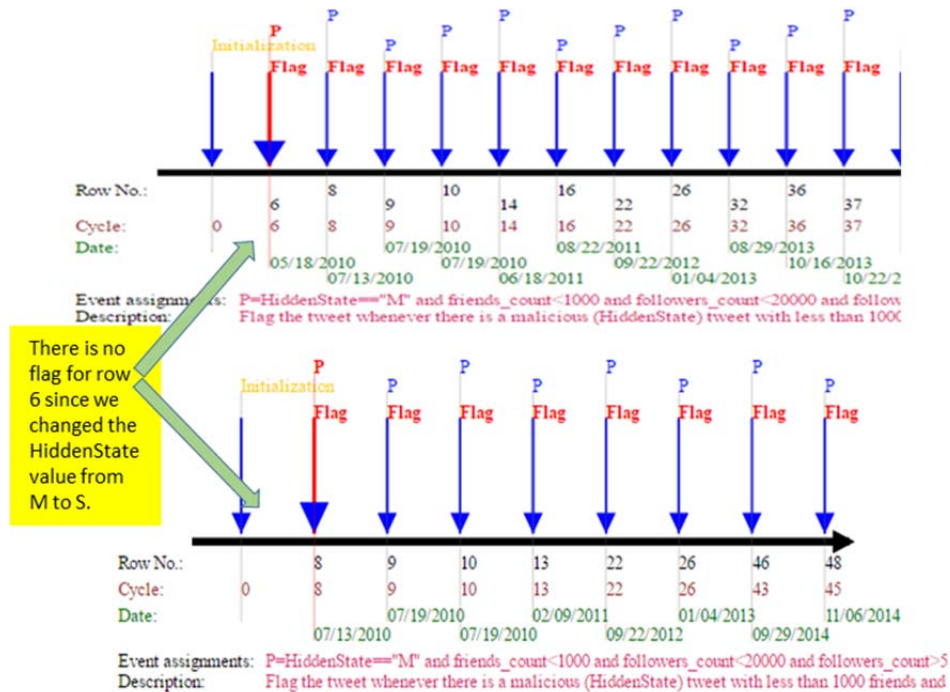 P P P P P P P P P P P
Initialization
Flag Flag Flag Flag Flag Flag Flag Flag Flag Flag Flag
Row No.: 6 8 9 10 14 16 22 26 32 36 37
Cycle: 0 6 8 9 10 14 16 22 26 32 36 37
Date: 05/18/2010 07/13/2010 07/19/2010 07/19/2010 06/18/2011 08/22/2011 09/22/2012 01/04/2013 08/29/2013 10/16/2013 10/22/2
Event assignments: P=HiddenState=="M" and friends_count<1000 and followers_count<20000 and follow
Description: Flag the tweet whenever there is a malicious (HiddenState) tweet with less than 1000
There is no
flag for row
6 since we
changed the
HiddenState
value from
M to S.
P P P P P P P P
Initialization
Flag Flag Flag Flag Flag Flag Flag Flag
Row No.: 8 9 10 13 22 26 46 48
Cycle: 0 8 9 10 13 22 26 43 45
Date: 07/13/2010 07/19/2010 07/19/2010 02/09/2011 09/22/2012 01/04/2013 09/29/2014 11/06/2014
Event assignments: P=HiddenState=="M" and friends_count<1000 and followers_count<20000 and followers_count>5
Description: Flag the tweet whenever there is a malicious (HiddenState) tweet with less than 1000 friends and